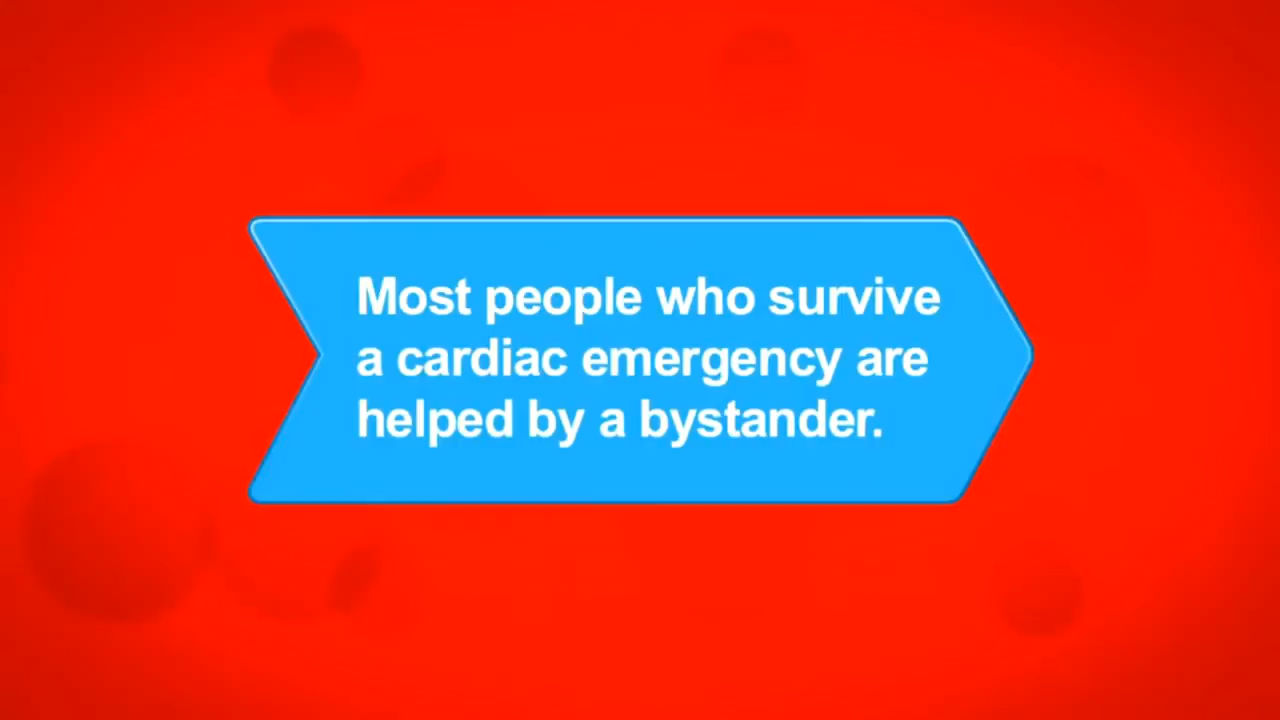 Most people who survive
a cardiac emergency are
helped by a bystander.